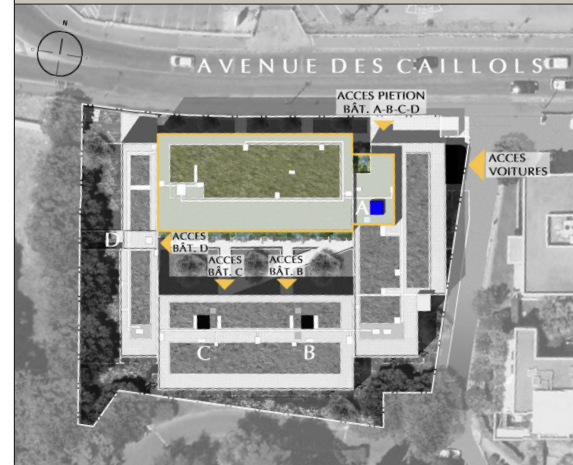 N
AVENUE DES CAILLOLS
ACCES PIETION
BÂT. A-B-C-D
ACCES
VOITURES
A
D
ACCES
BÂT. D
ACCES
BÂT. C
ACCES
BÂT. B
C
B